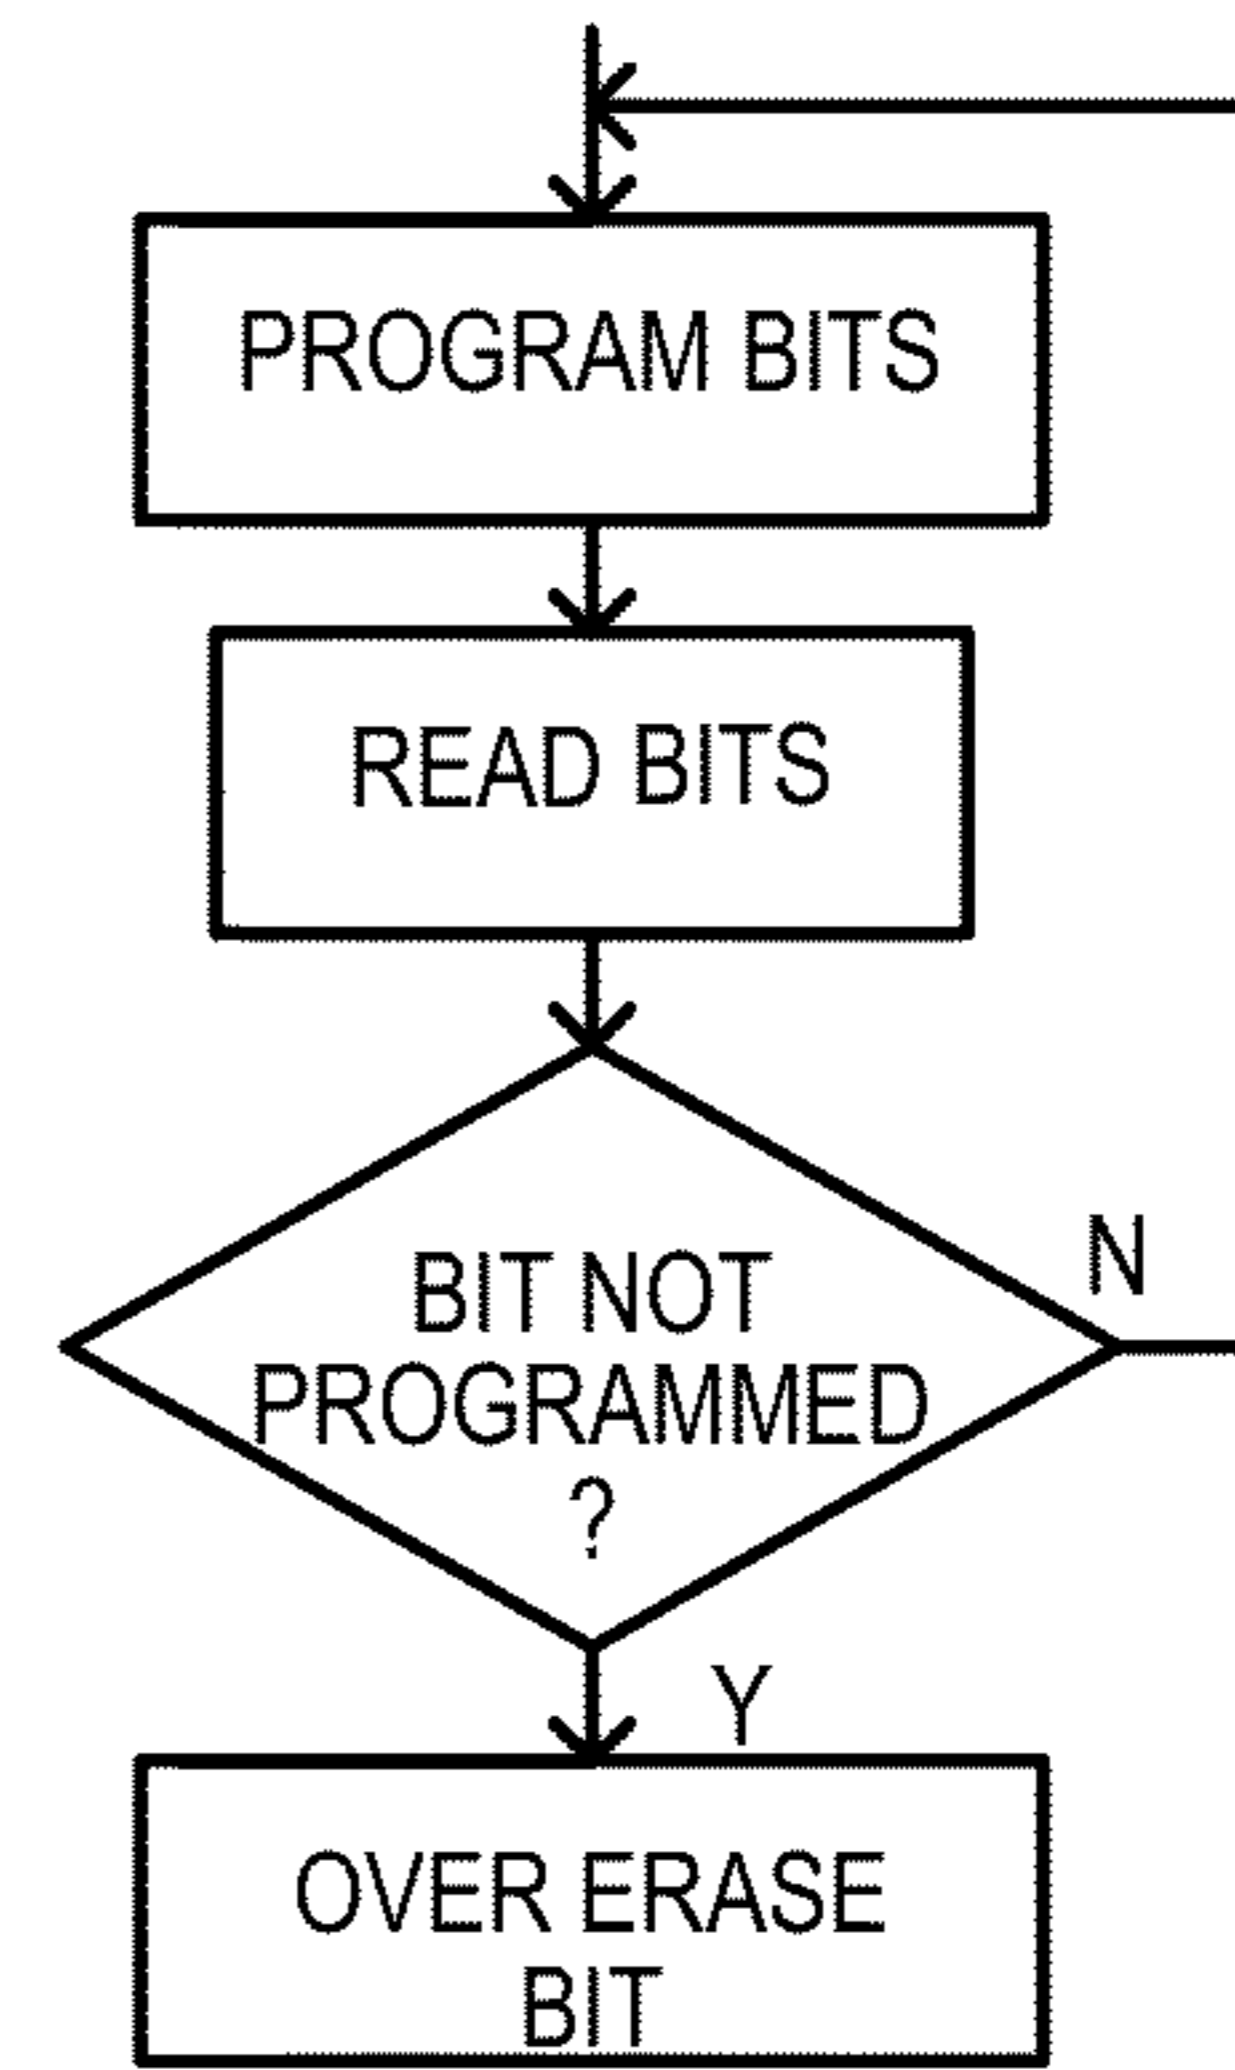 PROGRAM BITS
READ BITS
BIT NOT
PROGRAMMED
?
N
Y
OVER ERASE
BIT